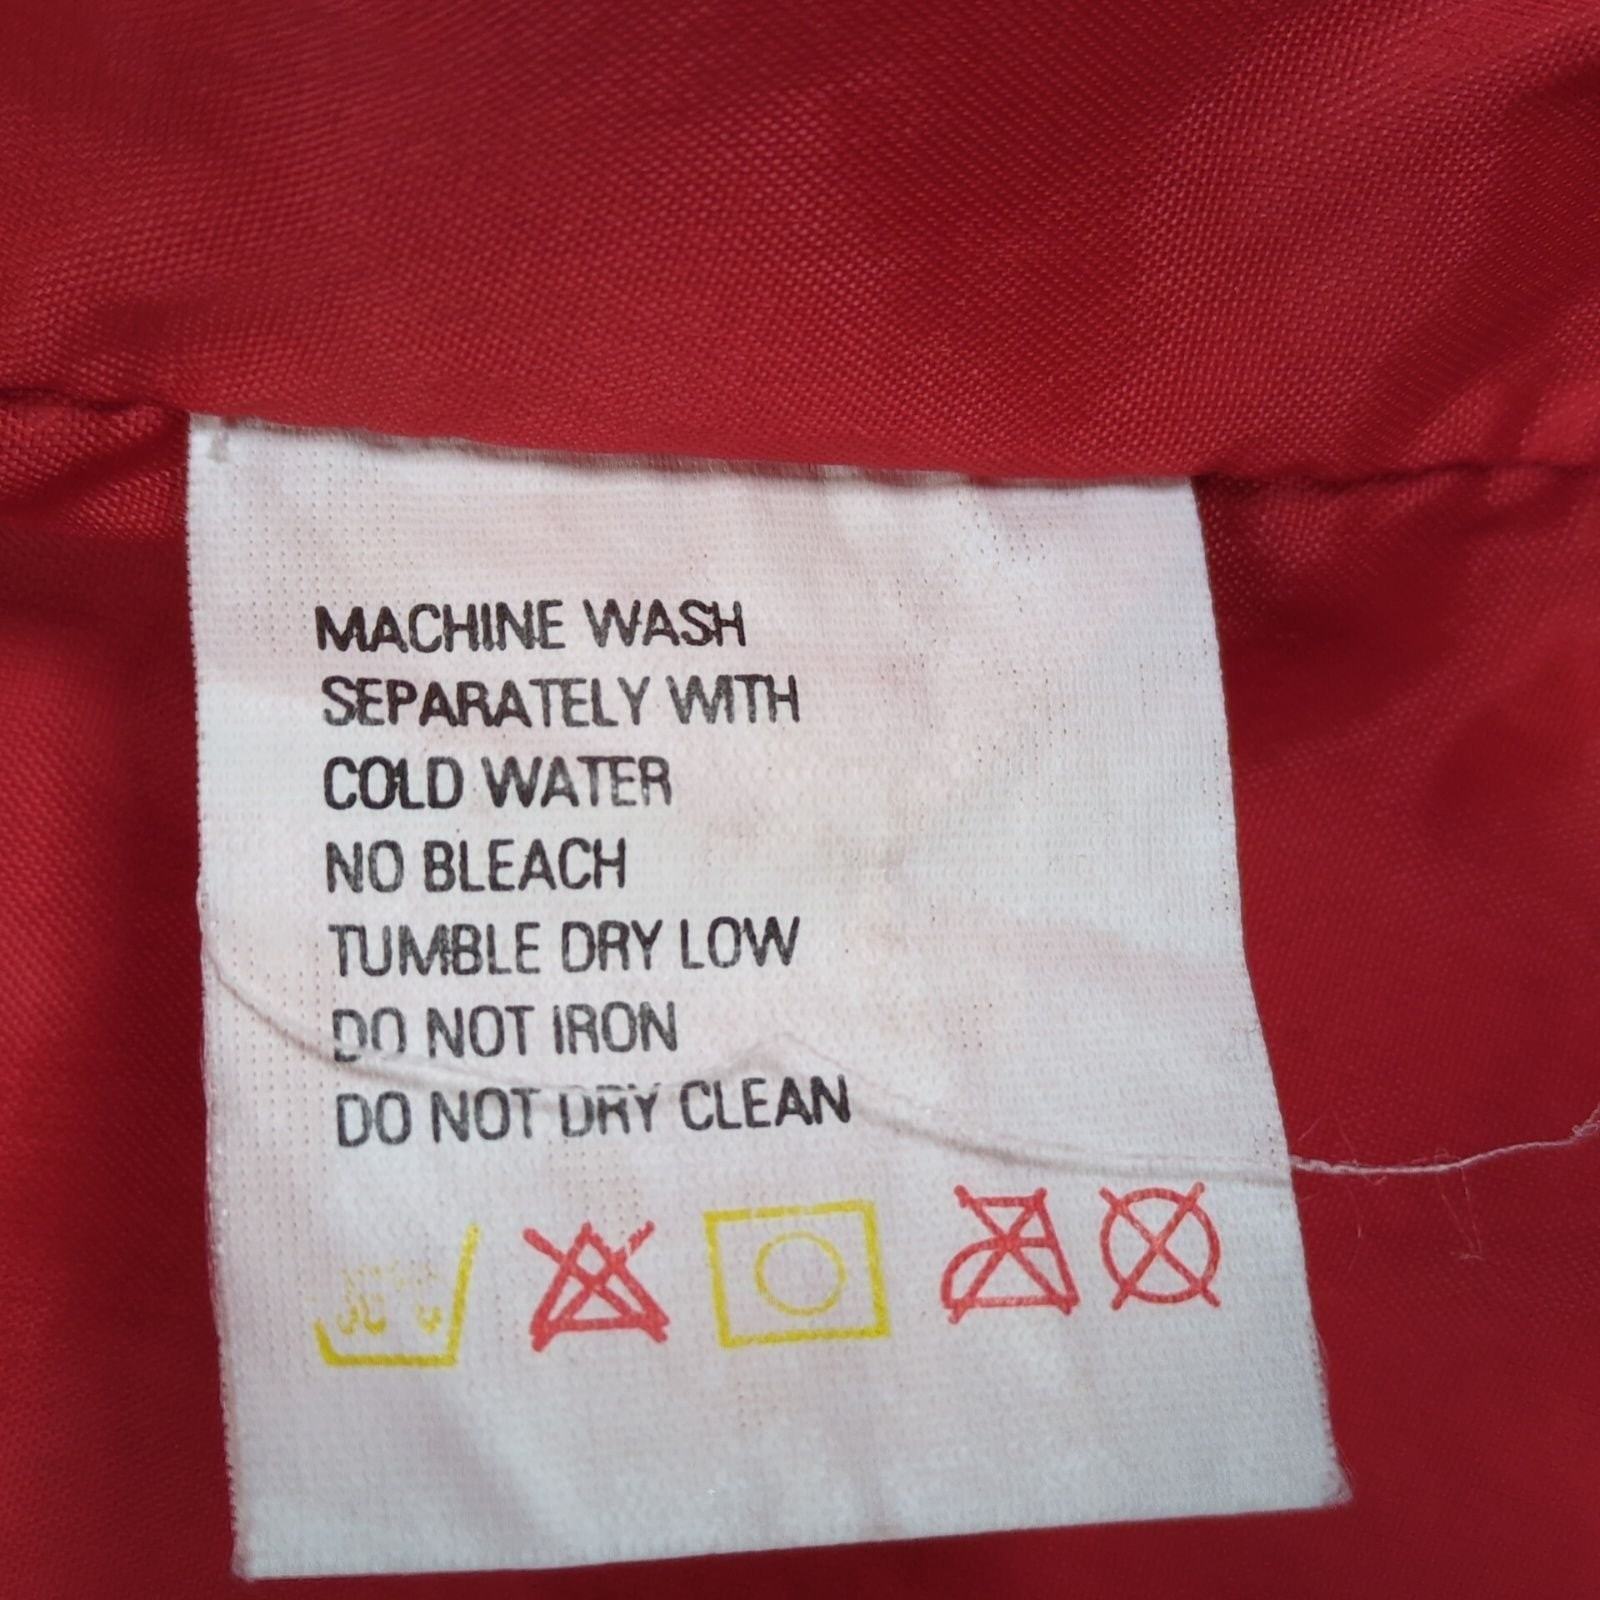 MACHINE WASH
SEPARATELY WITH
COLD WATER
NO BLEACH
TUMBLE DRY LOW
DO NOT IRON
DO NOT DRY CLEAN